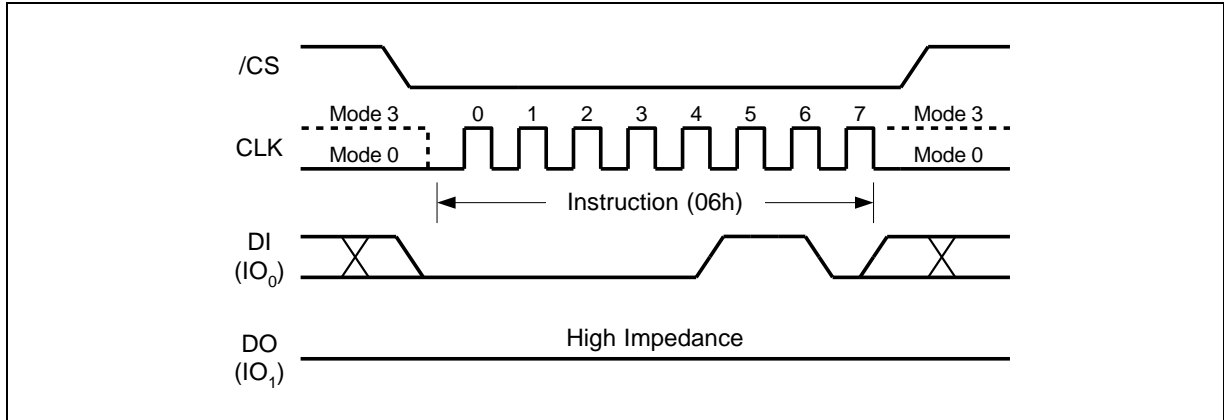 /CS
Mode 3 0 1 2 3 4 5 6 7 Mode 3
CLK
Mode 0 Mode 0
Instruction (06h)
DI
(IO₀)
High Impedance
DO
(IO₁)